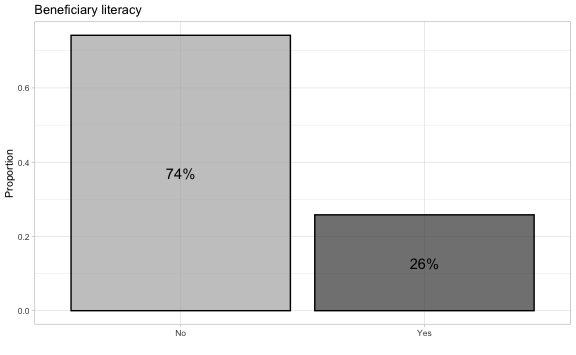 Beneficiary literacy
Proportion
0.6
0.4
0.2
0.0
74%
26%
No
Yes